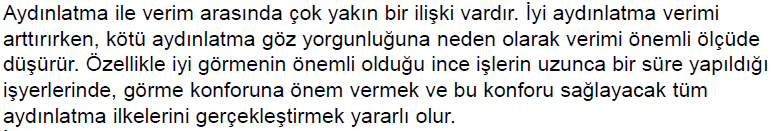 Aydınlatma ile verim arasında çok yakın bir ilişki vardır. İyi aydınlatma verimi
arttırırken, kötü aydınlatma göz yorgunluğuna neden olarak verimi önemli ölçüde
düşürür. Özellikle iyi görmenin önemli olduğu ince işlerin uzunca bir süre yapıldığı
işyerlerinde, görme konforuna önem vermek ve bu konforu sağlayacak tüm
aydınlatma ilkelerini gerçekleştirmek yararlı olur.